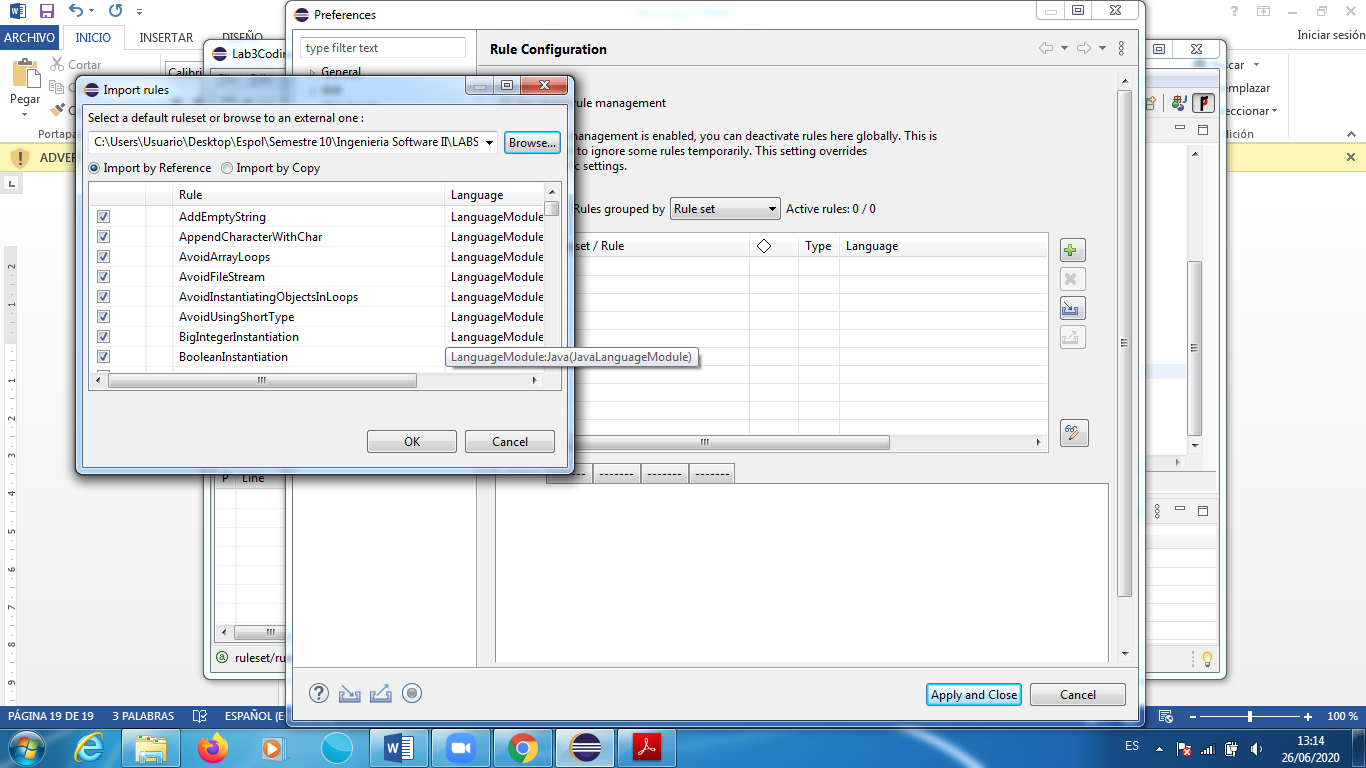 Preferences
ARCHIVO INICIO INSERTAR DISEÑO
Iniciar sesión
type filter text
Rule Configuration
Lab3Codin
General
Cortar
Calibri
Pegar
Import rules
Select a default ruleset or browse to an external one :
C:\Users\Usuario\Desktop\Espol\Semestre 10\Ingenieria Software II\LABS
Browse...
Import by Reference Import by Copy
Rule Language
AddEmptyString LanguageModule
AppendCharacterWithChar LanguageModule
AvoidArrayLoops LanguageModule
AvoidFileStream LanguageModule
AvoidInstantiatingObjectsInLoops LanguageModule
AvoidUsingShortType LanguageModule
BigIntegerInstantiation LanguageModule
BooleanInstantiation
LanguageModule:Java(JavaLanguageModule)
OK Cancel
rule management
management is enabled, you can deactivate rules here globally. This is
to ignore some rules temporarily. This setting overrides
settings.
Rules grouped by Rule set Active rules: 0 / 0
set / Rule Type Language
------- ------- -------
P Line
ruleset/ru
Apply and Close Cancel
PÁGINA 19 DE 19 3 PALABRAS ESPAÑOL (E
100 %
ES
13:14
26/06/2020